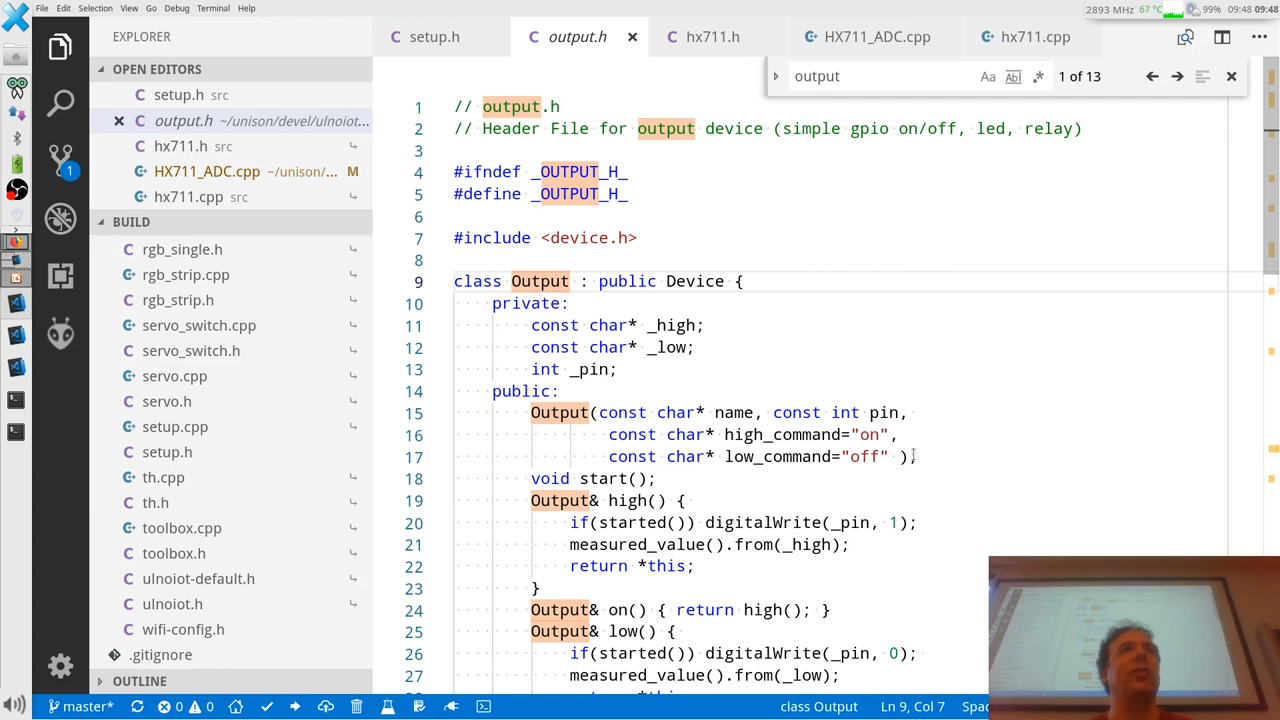 File Edit Selection View Go Debug Terminal Help
2893 MHz 67 °C 99% 09:48 09:48
EXPLORER
OPEN EDITORS
C setup.h src
C output.h ~/unison/devel/ulnoiot...
C hx711.h
HX711_ADC.cpp ~/unison/... M
hx711.cpp src
BUILD
C rgb_single.h
rgb_strip.cpp
C rgb_strip.h
servo_switch.cpp
C servo_switch.h
servo.cpp
C servo.h
setup.cpp
C setup.h
th.cpp
C th.h
toolbox.cpp
C toolbox.h
C ulnoiot-default.h
C ulnoiot.h
C wifi-config.h
.gitignore
OUTLINE
1
C setup.h
C output.h
C hx711.h
HX711_ADC.cpp
hx711.cpp
output Aa Abl .* 1 of 13
1 // output.h
2 // Header File for output device (simple gpio on/off, led, relay)
3
4 #ifndef _OUTPUT_H_
5 #define _OUTPUT_H_
6
7 #include <device.h>
8
9 class Output : public Device {
10 private:
11 const char* _high;
12 const char* _low;
13 int _pin;
14 public:
15 Output(const char* name, const int pin,
16 const char* high_command="on",
17 const char* low_command="off" );
18 void start();
19 Output& high() {
20 if(started()) digitalWrite(_pin, 1);
21 measured_value().from(_high);
22 return *this;
23 }
24 Output& on() { return high(); }
25 Output& low() {
26 if(started()) digitalWrite(_pin, 0);
27 measured_value().from(_low);
master* 0 0 class Output Ln 9, Col 7